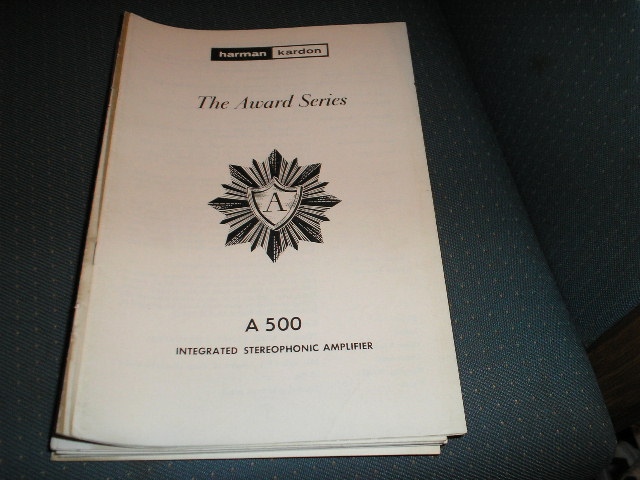 harman kardon
The Award Series
A
A 500
INTEGRATED STEREOPHONIC AMPLIFIER